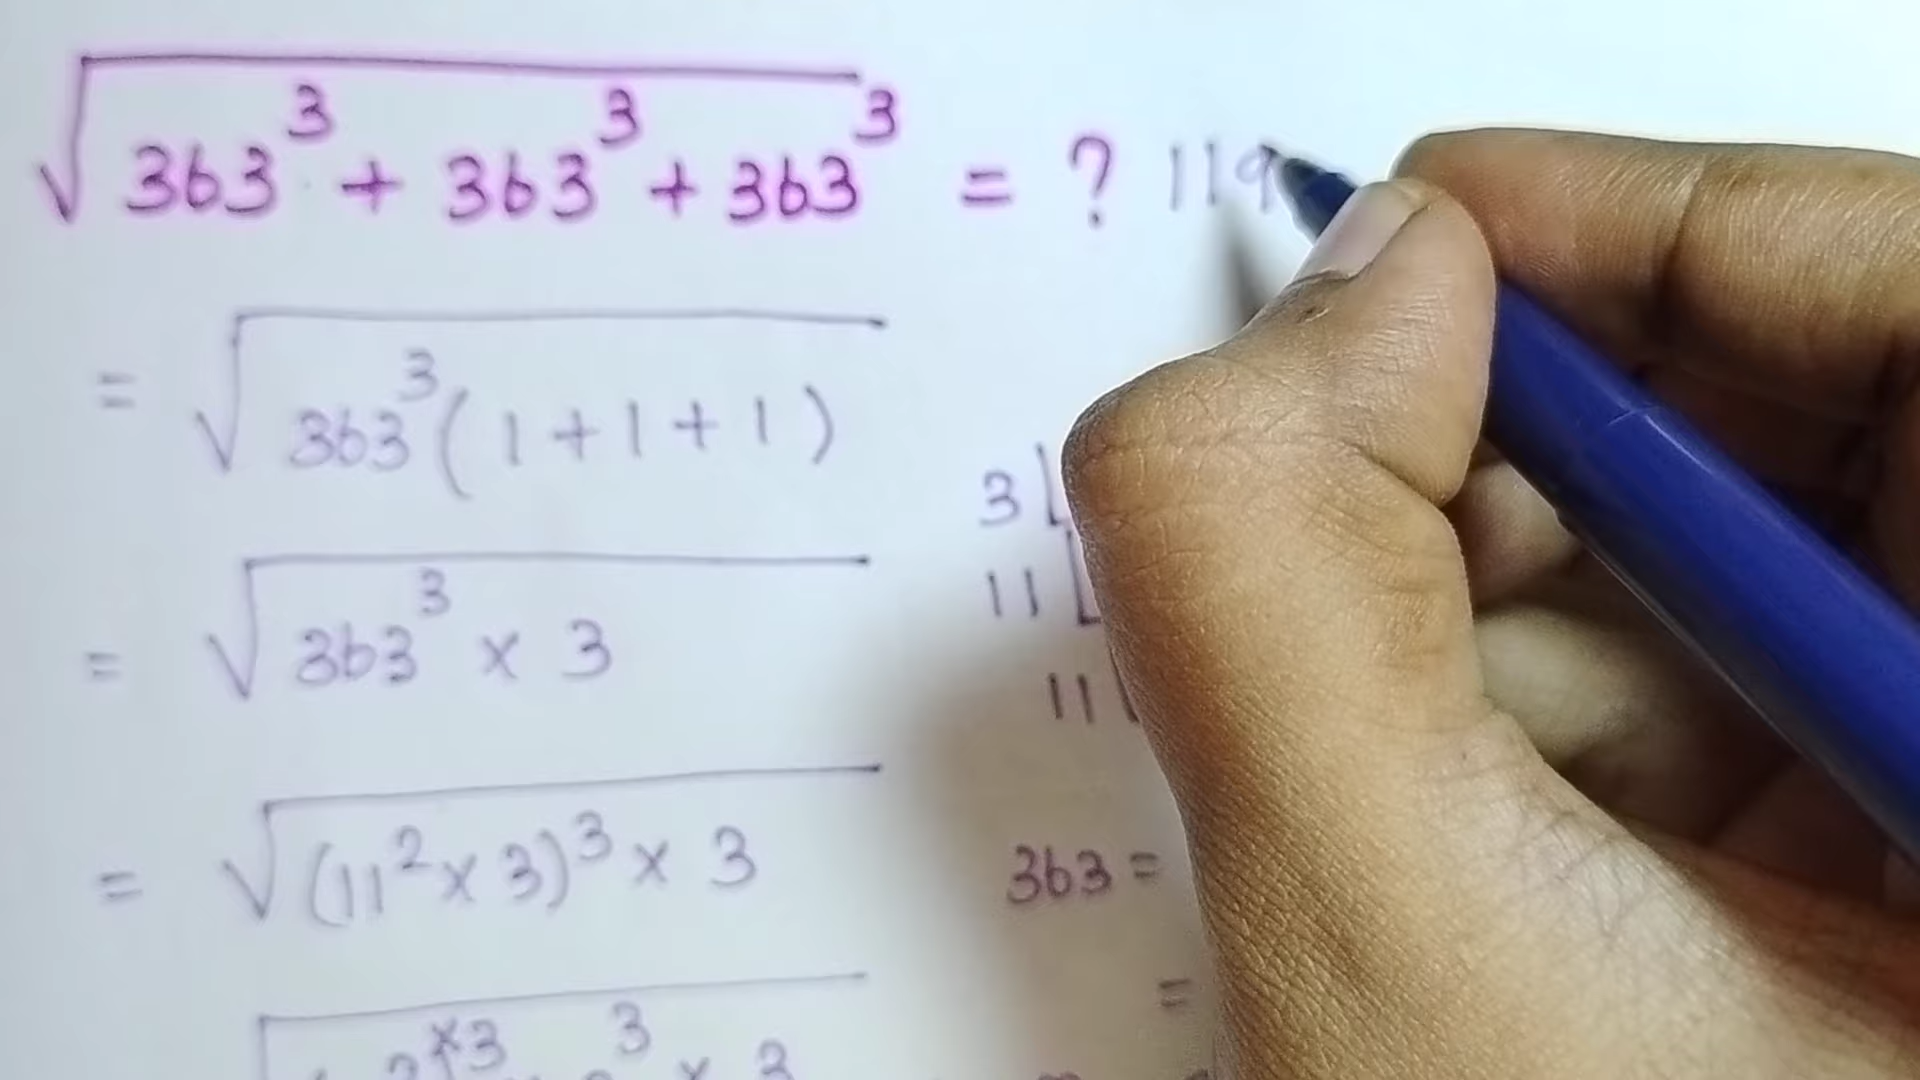 √(363³ + 363³ + 363³) = ? 119
= √(363³(1+1+1))
= √(363³ × 3)
3
11
11
= √((11² × 3)³ × 3)
363 =
=